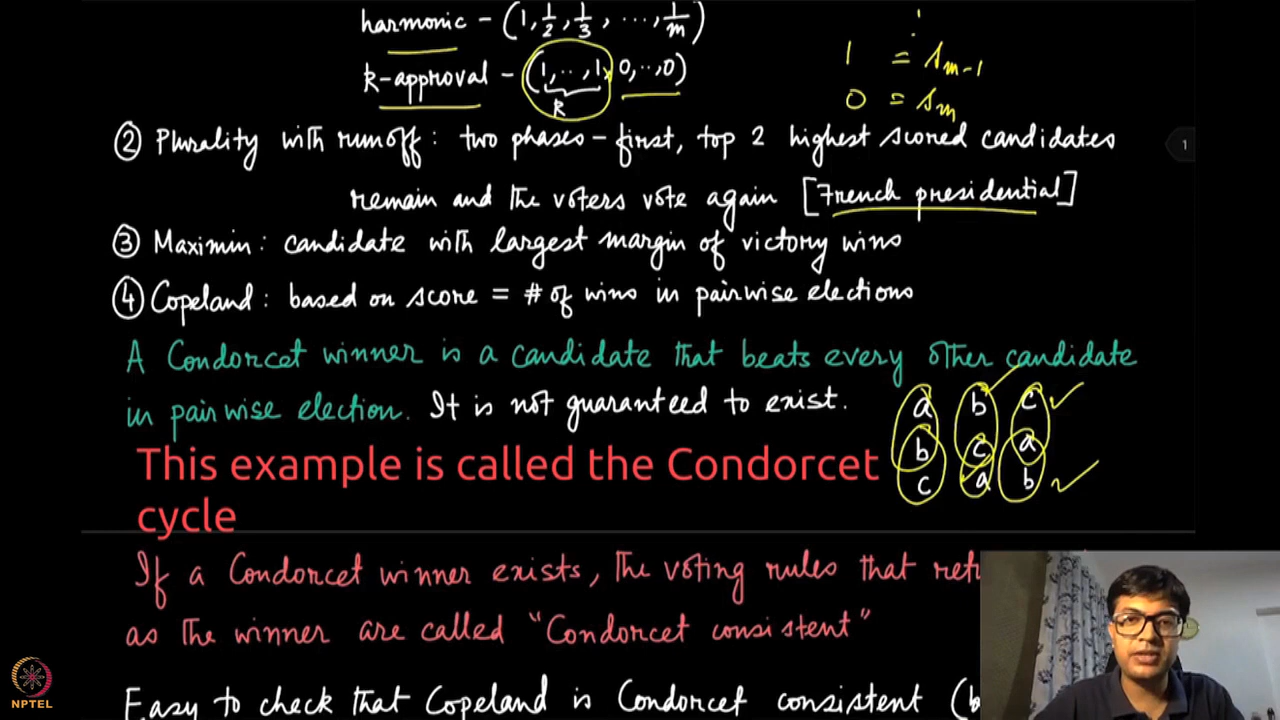 harmonic - (1, 1/2, 1/3, ..., 1/m)
k-approval - (1, .., 1, 0, .., 0)
k
1 = s_{m-1}
0 = s_m
② Plurality with runoff : two phases - first, top 2 highest scored candidates
remain and the voters vote again [French presidential]
1
③ Maximin : candidate with largest margin of victory wins
④ Copeland : based on score = # of wins in pairwise elections
A Condorcet winner is a candidate that beats every other candidate
in pairwise election. It is not guaranteed to exist.
a b c
b c a
c a b
This example is called the Condorcet
cycle
If a Condorcet winner exists, the voting rules that
as the winner are called "Condorcet consistent"
Easy to check that Copeland is Condorcet consistent
NPTEL